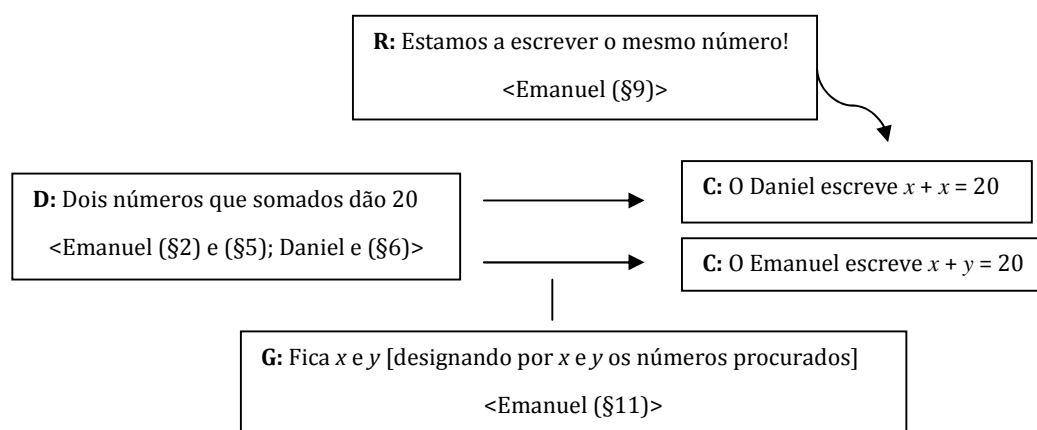 R: Estamos a escrever o mesmo número!
<Emanuel (§9)>
D: Dois números que somados dão 20
<Emanuel (§2) e (§5); Daniel e (§6)>
C: O Daniel escreve x + x = 20
C: O Emanuel escreve x + y = 20
G: Fica x e y [designando por x e y os números procurados]
<Emanuel (§11)>